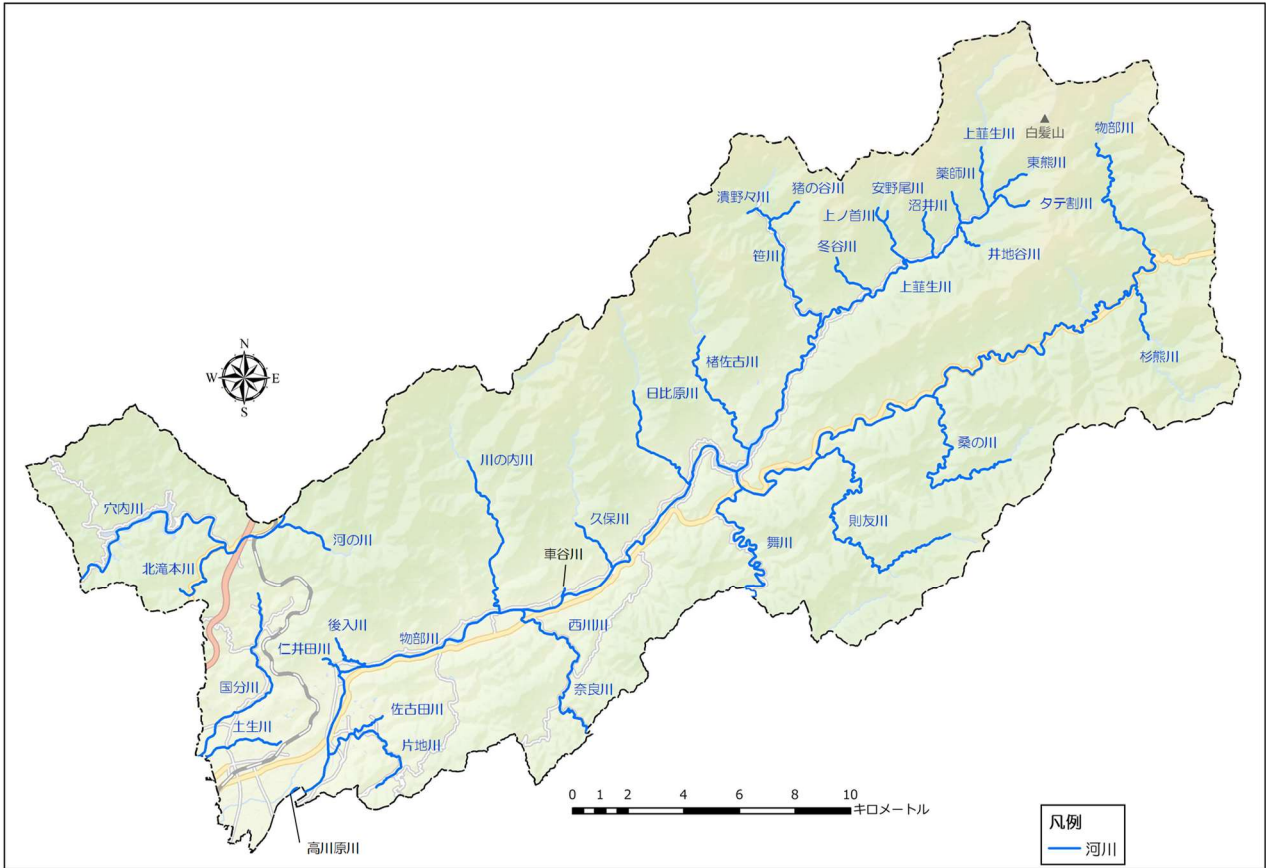 上韮生川
白髪山
物部川
薬師川
東熊川
濱野々川
猪の谷川
安野尾川
沼井川
タテ割川
上ノ首川
冬谷川
井地谷川
笹川
上韮生川
N
W
E
S
楮佐古川
杉熊川
日比原川
桑の川
川の内川
穴内川
久保川
則友川
河の川
車谷川
舞川
北滝本川
後入川
物部川
西川川
仁井田川
国分川
奈良川
佐古田川
土生川
片地川
0 1 2 4 6 8 10
キロメートル
高川原川
凡例
河川